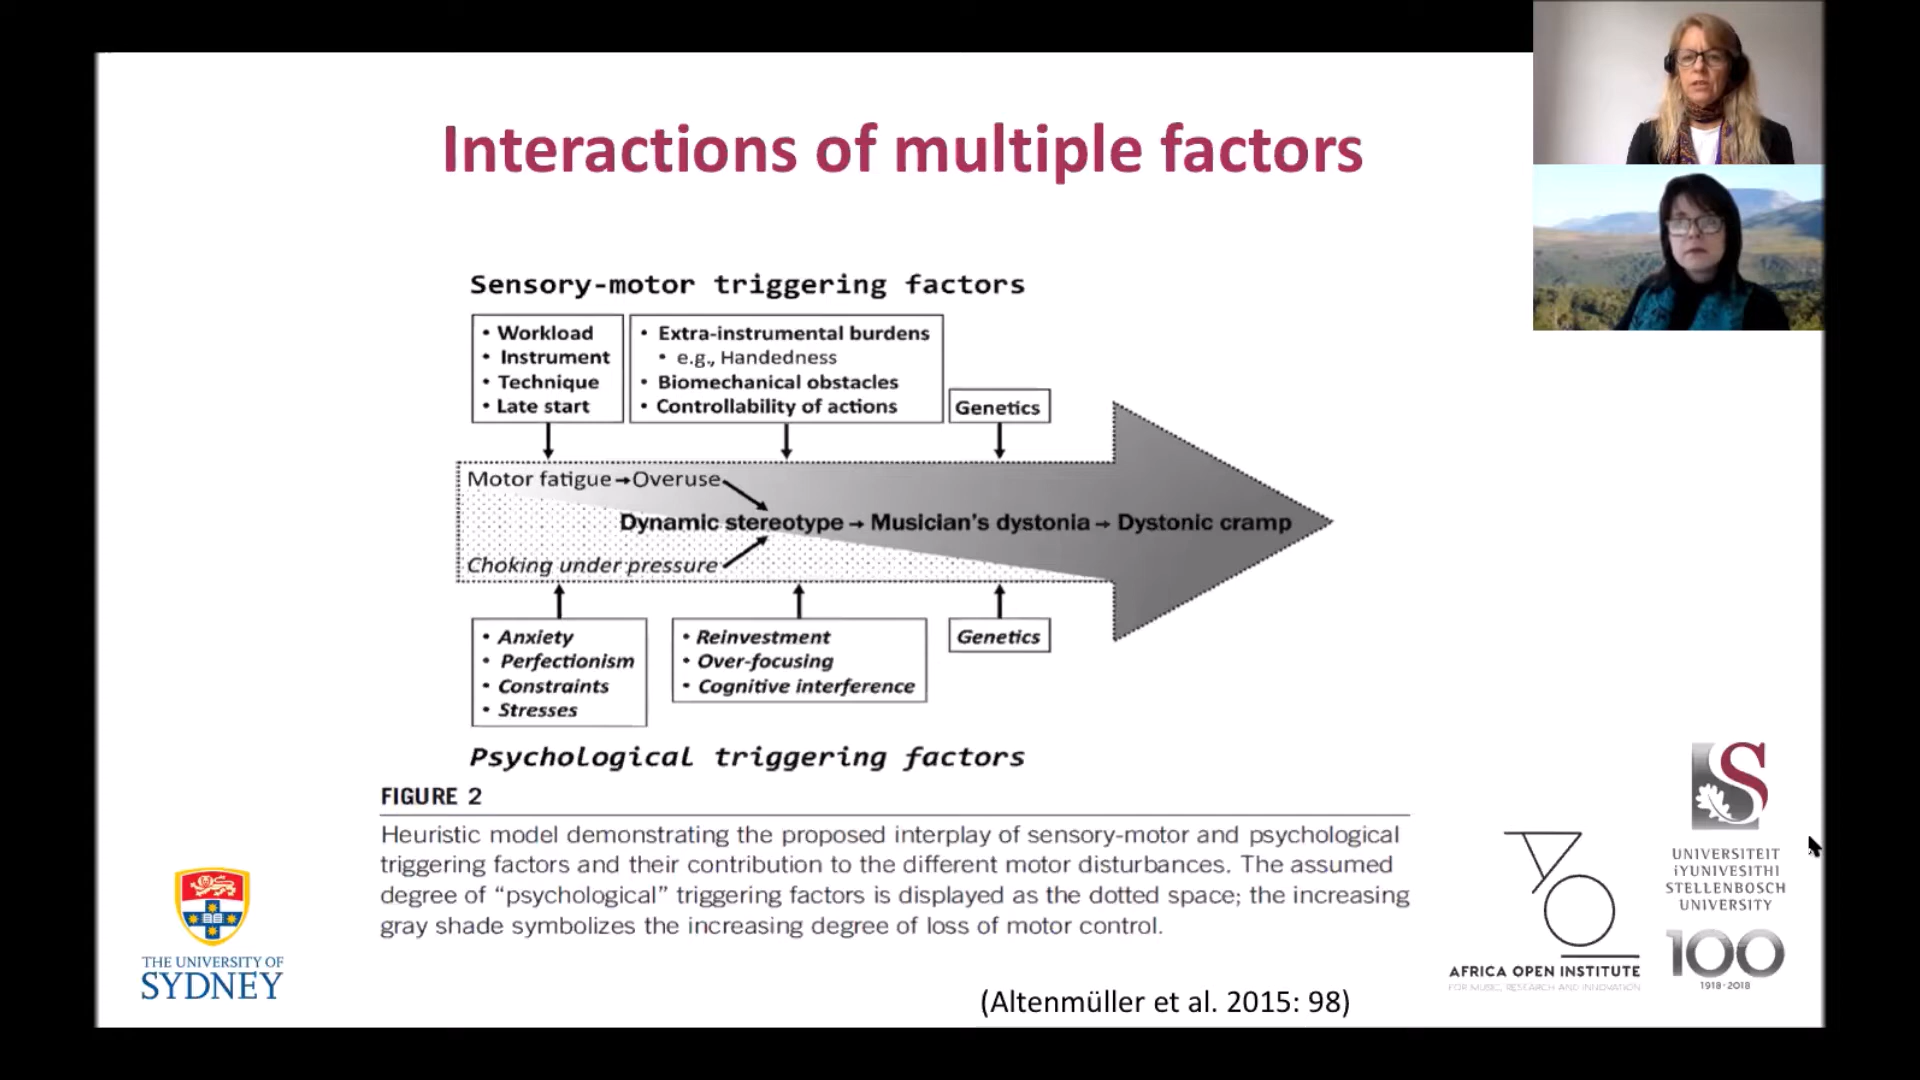 Interactions of multiple factors
Sensory-motor triggering factors
• Workload
• Instrument
• Technique
• Late start
• Extra-instrumental burdens
• e.g., Handedness
• Biomechanical obstacles
• Controllability of actions
Genetics
Motor fatigue→Overuse
Dynamic stereotype → Musician's dystonia → Dystonic cramp
Choking under pressure
• Anxiety
• Perfectionism
• Constraints
• Stresses
• Reinvestment
• Over-focusing
• Cognitive interference
Genetics
Psychological triggering factors
FIGURE 2
Heuristic model demonstrating the proposed interplay of sensory-motor and psychological
triggering factors and their contribution to the different motor disturbances. The assumed
degree of “psychological” triggering factors is displayed as the dotted space; the increasing
gray shade symbolizes the increasing degree of loss of motor control.
(Altenmüller et al. 2015: 98)
THE UNIVERSITY OF
SYDNEY
AFRICA OPEN INSTITUTE
FOR MUSIC, RESEARCH AND INNOVATION
S
UNIVERSITEIT
iYUNIVESITHI
STELLENBOSCH
UNIVERSITY
100
1918·2018